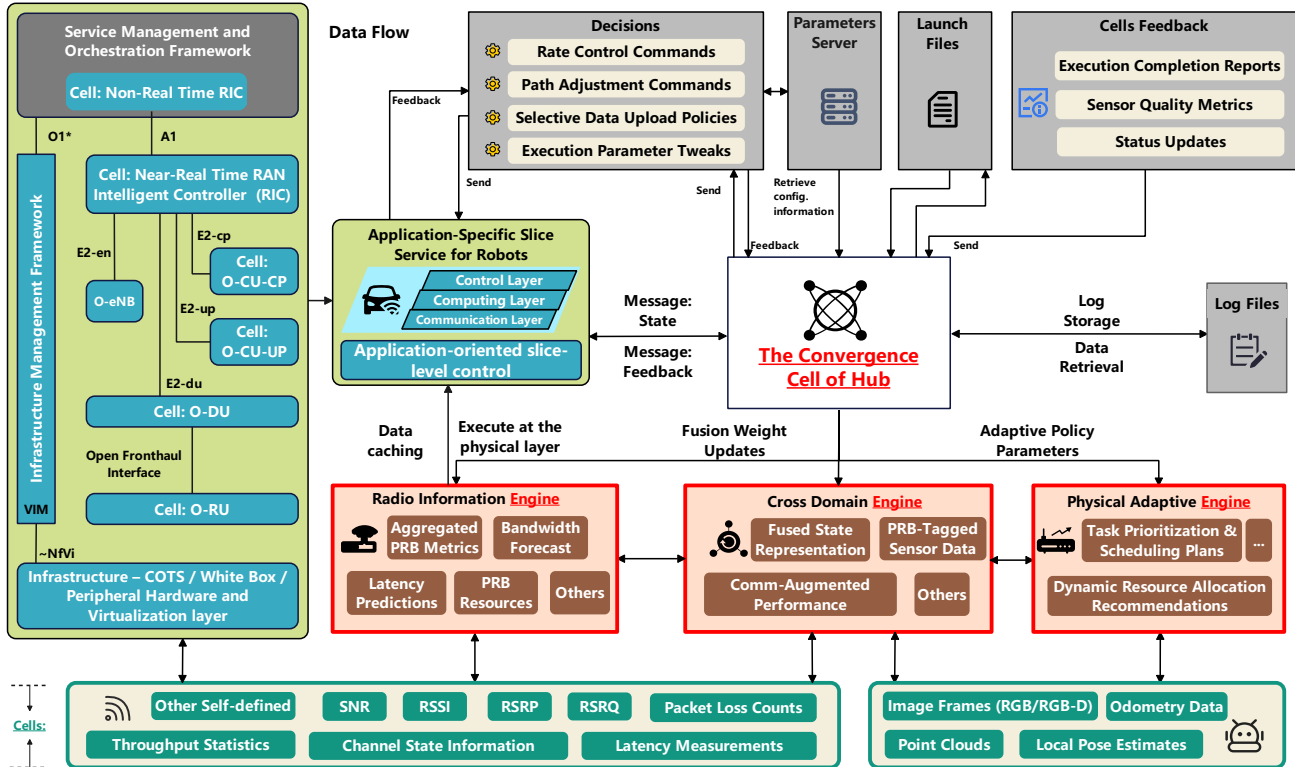 Service Management and
Orchestration Framework
Cell: Non-Real Time RIC
O1*
A1
Infrastructure Management Framework
VIM
Cell: Near-Real Time RAN
Intelligent Controller (RIC)
E2-en
E2-cp
Cell:
O-CU-CP
O-eNB
E2-up
Cell:
O-CU-UP
E2-du
Cell: O-DU
Open Fronthaul
Interface
Cell: O-RU
~NfVi
Infrastructure – COTS / White Box /
Peripheral Hardware and
Virtualization layer
Data Flow
Decisions
Rate Control Commands
Path Adjustment Commands
Selective Data Upload Policies
Execution Parameter Tweaks
Parameters
Server
Launch
Files
Cells Feedback
Execution Completion Reports
Sensor Quality Metrics
Status Updates
Feedback
Send
Send
Feedback
Retrieve
config.
information
Send
Application-Specific Slice
Service for Robots
Control Layer
Computing Layer
Communication Layer
Application-oriented slice-
level control
Message:
State
Message:
Feedback
The Convergence
Cell of Hub
Log
Storage
Data
Retrieval
Log Files
Data
caching
Execute at the
physical layer
Fusion Weight
Updates
Adaptive Policy
Parameters
Radio Information Engine
Aggregated
PRB Metrics
Bandwidth
Forecast
Latency
Predictions
PRB
Resources
Others
Cross Domain Engine
Fused State
Representation
PRB-Tagged
Sensor Data
Comm-Augmented
Performance
Others
Physical Adaptive Engine
Task Prioritization &
Scheduling Plans
...
Dynamic Resource Allocation
Recommendations
Cells:
Other Self-defined
SNR
RSSI
RSRP
RSRQ
Packet Loss Counts
Throughput Statistics
Channel State Information
Latency Measurements
Image Frames (RGB/RGB-D)
Odometry Data
Point Clouds
Local Pose Estimates